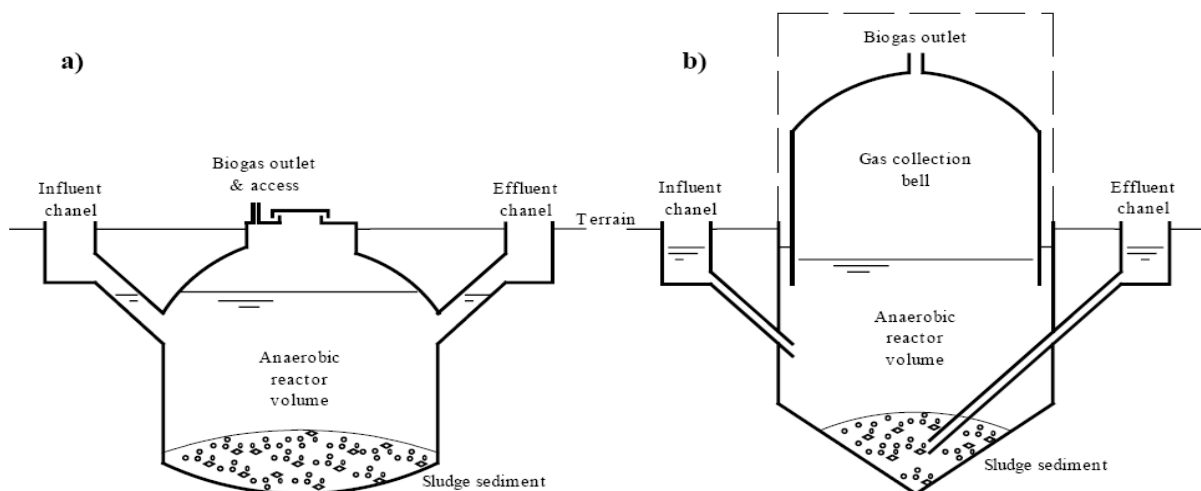 a)
Biogas outlet
& access
Influent
chanel
Effluent
chanel
Terrain
Anaerobic
reactor
volume
Sludge sediment
b)
Biogas outlet
Gas collection
bell
Influent
chanel
Effluent
chanel
Anaerobic
reactor
volume
Sludge sediment